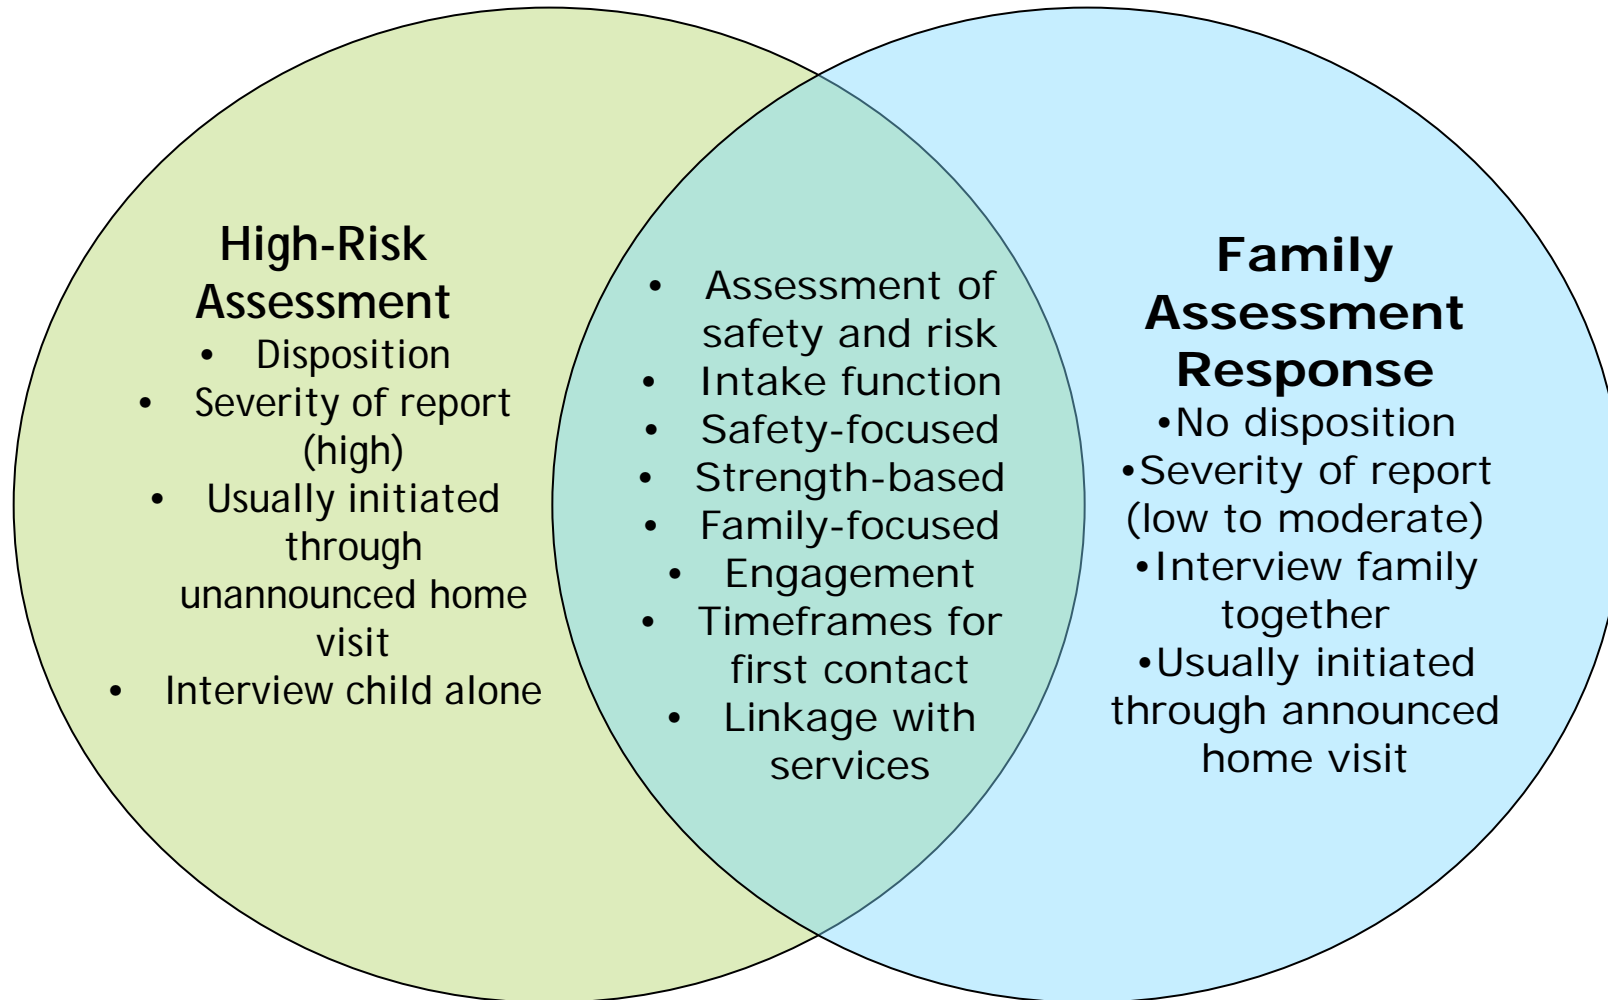 High-Risk
Assessment
• Disposition
• Severity of report
(high)
• Usually initiated
through
unannounced home
visit
• Interview child alone
• Assessment of
safety and risk
• Intake function
• Safety-focused
• Strength-based
• Family-focused
• Engagement
• Timeframes for
first contact
• Linkage with
services
Family
Assessment
Response
•No disposition
•Severity of report
(low to moderate)
•Interview family
together
•Usually initiated
through announced
home visit